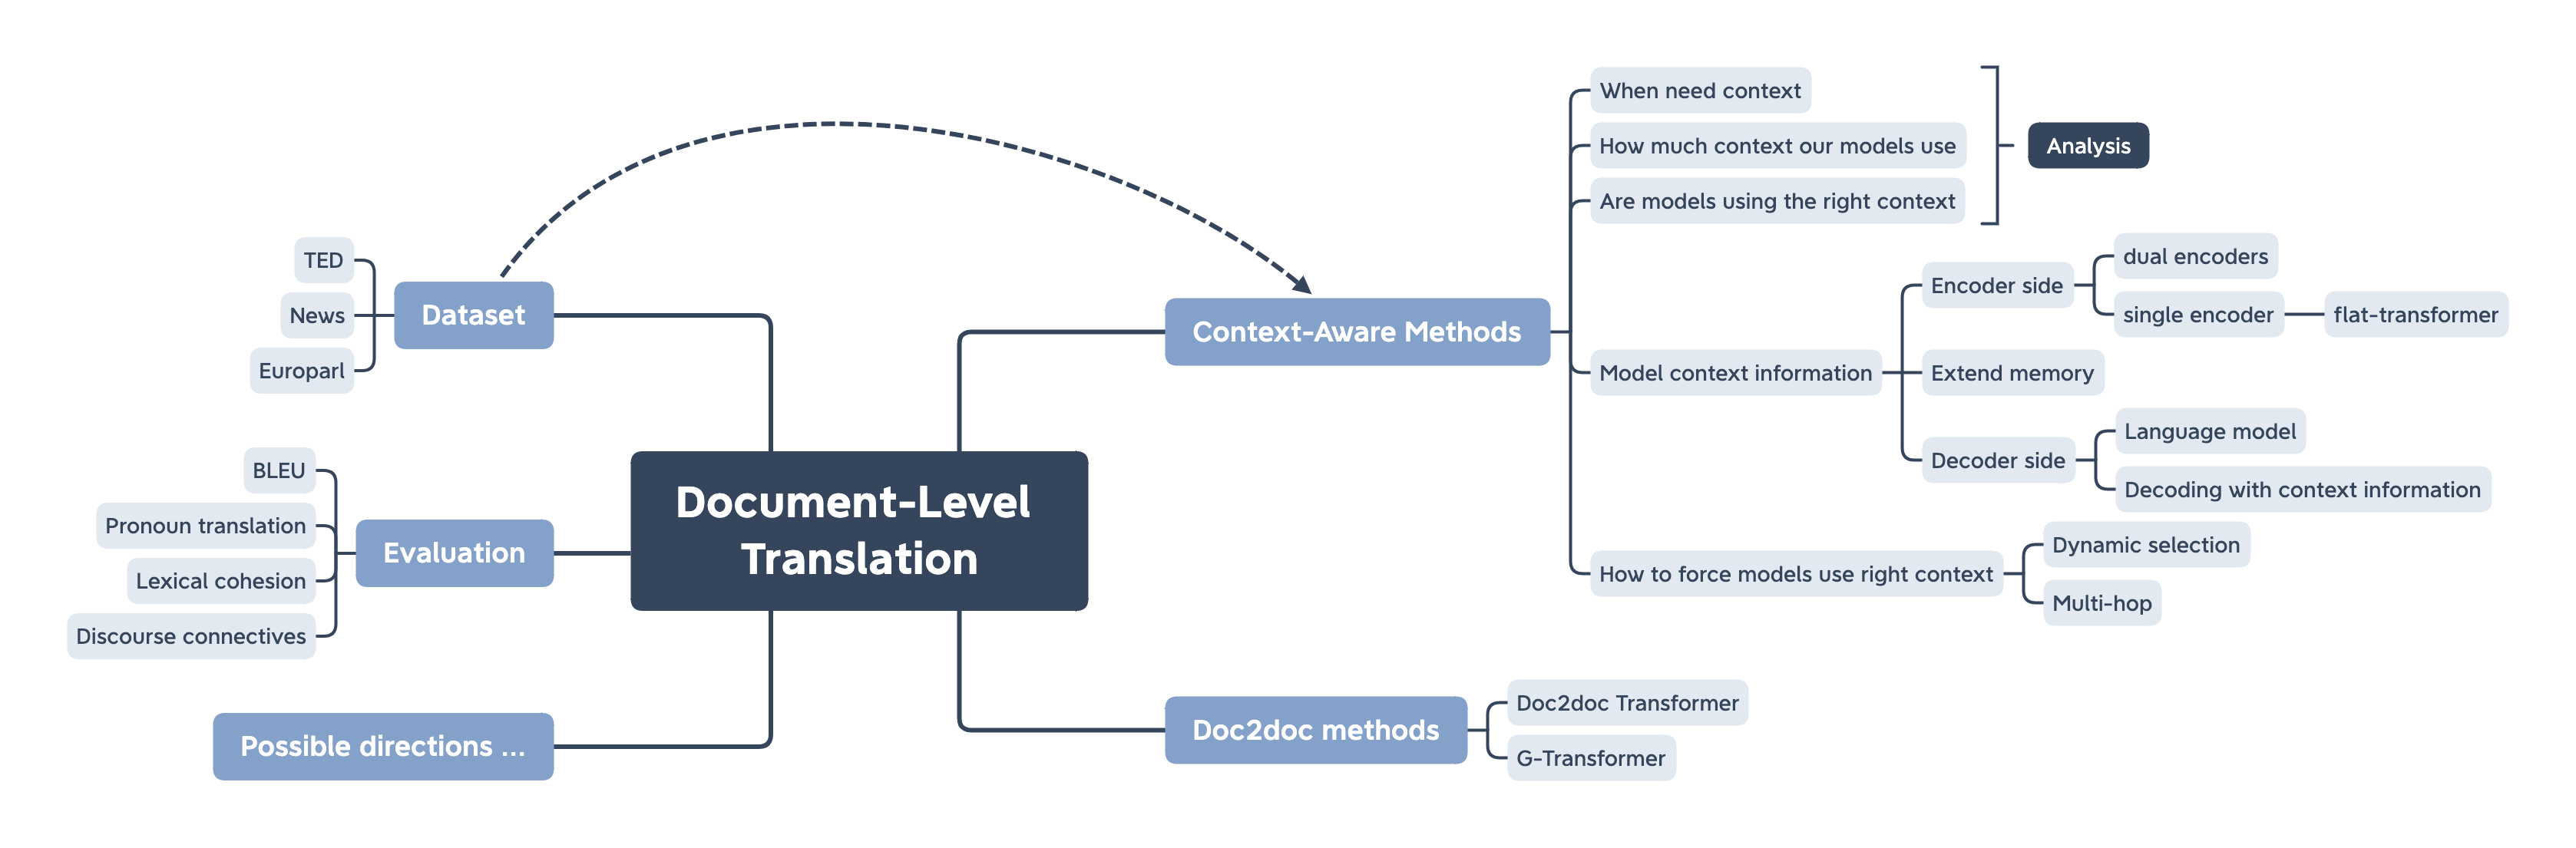 When need context
How much context our models use
Analysis
Are models using the right context
TED
News
Europarl
Dataset
Context-Aware Methods
dual encoders
Encoder side
single encoder
flat-transformer
Model context information
Extend memory
Language model
Decoder side
Decoding with context information
Dynamic selection
How to force models use right context
Multi-hop
BLEU
Pronoun translation
Evaluation
Lexical cohesion
Discourse connectives
Document-Level
Translation
Possible directions ...
Doc2doc methods
Doc2doc Transformer
G-Transformer